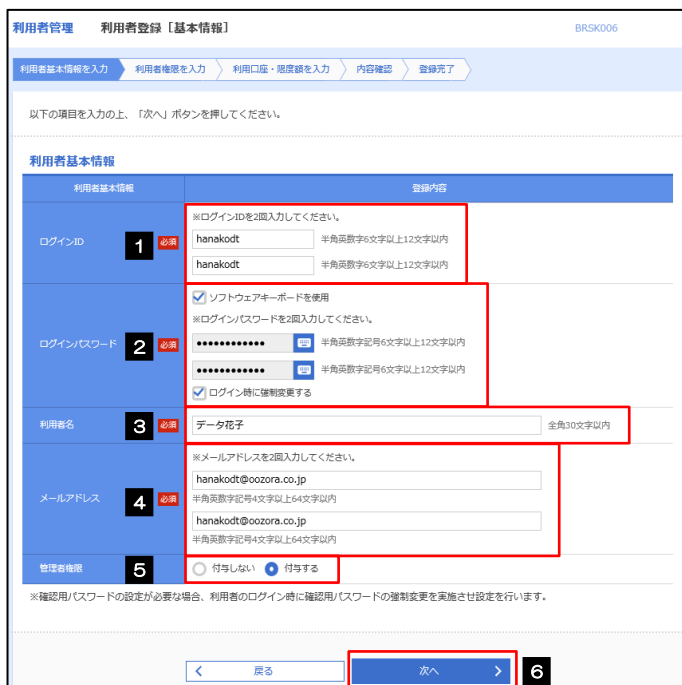 利用者管理 利用者登録［基本情報］ BRSK006
利用者基本情報を入力 利用者権限を入力 利用口座・限度額を入力 内容確認 登録完了
以下の項目を入力の上、「次へ」ボタンを押してください。
利用者基本情報
利用者基本情報 登録内容
※ログインIDを2回入力してください。
ログインID 1 必須 hanakodt 半角英数字6文字以上12文字以内
hanakodt 半角英数字6文字以上12文字以内
ソフトウェアキーボードを使用
※ログインパスワードを2回入力してください。
ログインパスワード 2 必須 ●●●●●●●●●●●● 半角英数字記号6文字以上12文字以内
●●●●●●●●●●●● 半角英数字記号6文字以上12文字以内
ログイン時に強制変更する
利用者名 3 必須 データ花子 全角30文字以内
※メールアドレスを2回入力してください。
hanakodt@oozora.co.jp
メールアドレス 4 必須 半角英数字記号4文字以上64文字以内
hanakodt@oozora.co.jp
半角英数字記号4文字以上64文字以内
管理者権限 5 付与しない 付与する
※確認用パスワードの設定が必要な場合、利用者のログイン時に確認用パスワードの強制変更を実施させ設定を行います。
戻る 次へ 6